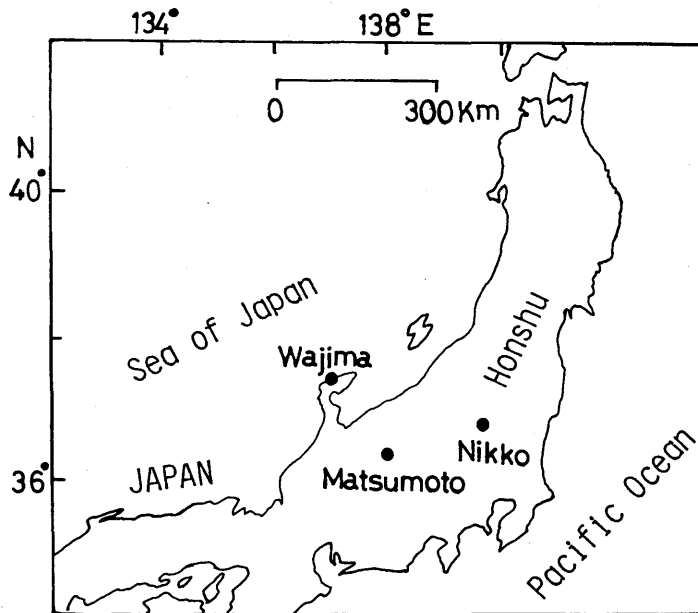 134° 138° E
0 300Km
N
40°
Sea of Japan
Honshu
Wajima
Nikko
Matsumoto
JAPAN
36°
Pacific Ocean